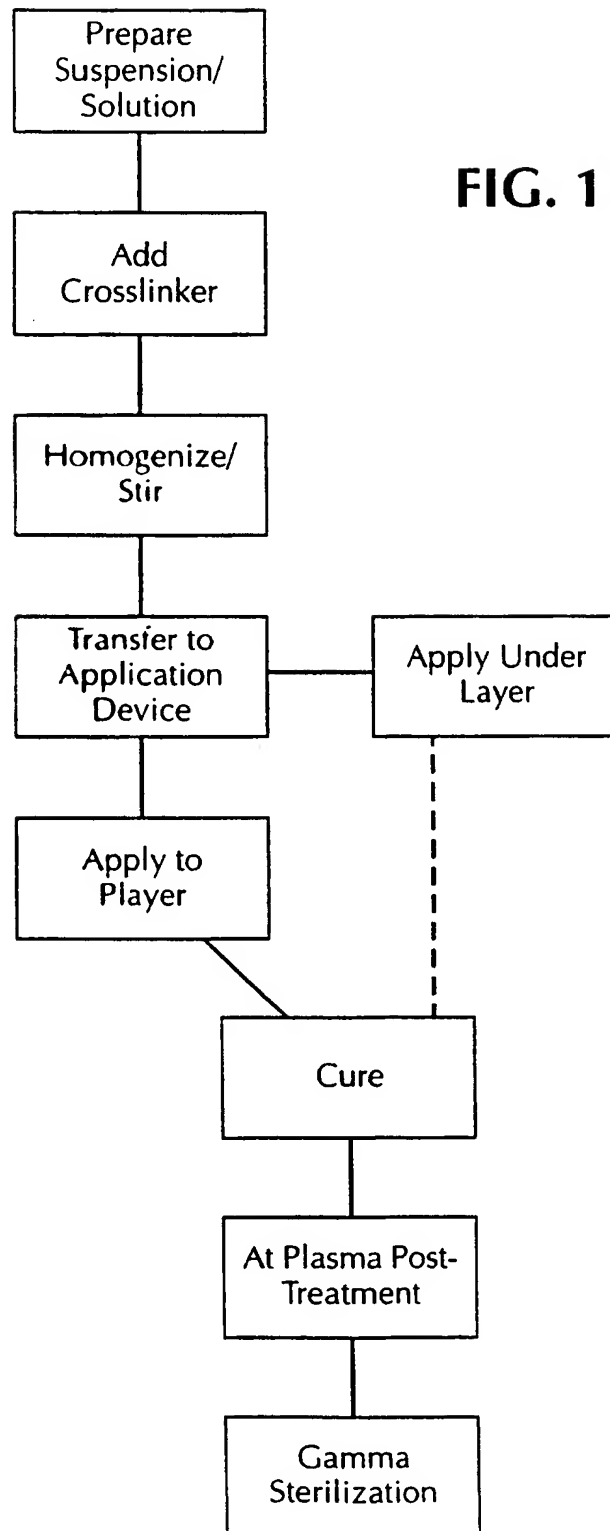 Prepare
Suspension/
Solution
FIG. 1
Add
Crosslinker
Homogenize/
Stir
Transfer to
Application
Device
Apply Under
Layer
Apply to
Player
Cure
At Plasma Post-
Treatment
Gamma
Sterilization